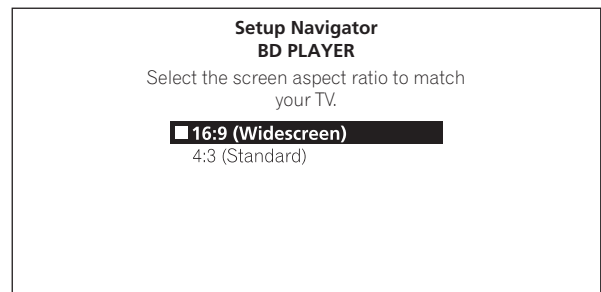 Setup Navigator
BD PLAYER
Select the screen aspect ratio to match
your TV.
16:9 (Widescreen)
4:3 (Standard)